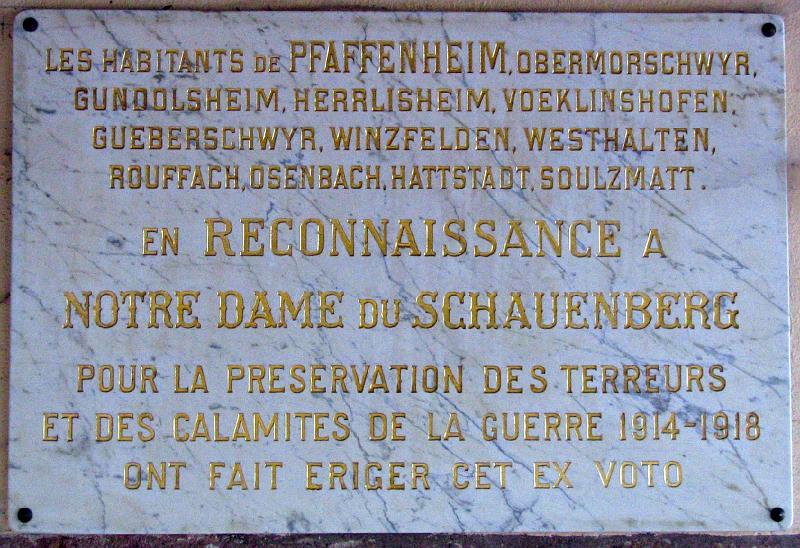 LES HABITANTS DE PFAFFENHEIM, OBERMORSCHWYR,
GUNDOLSHEIM, HERRLISHEIM, VOEKLINSHOFEN,
GUEBERSCHWYR, WINZFELDEN, WESTHALTEN,
ROUFFACH, OSENBACH, HATTSTADT, SOULZMATT.
EN RECONNAISSANCE A
NOTRE DAME DU SCHAUENBERG
POUR LA PRESERVATION DES TERREURS
ET DES CALAMITES DE LA GUERRE 1914-1918
ONT FAIT ERIGER CET EX VOTO